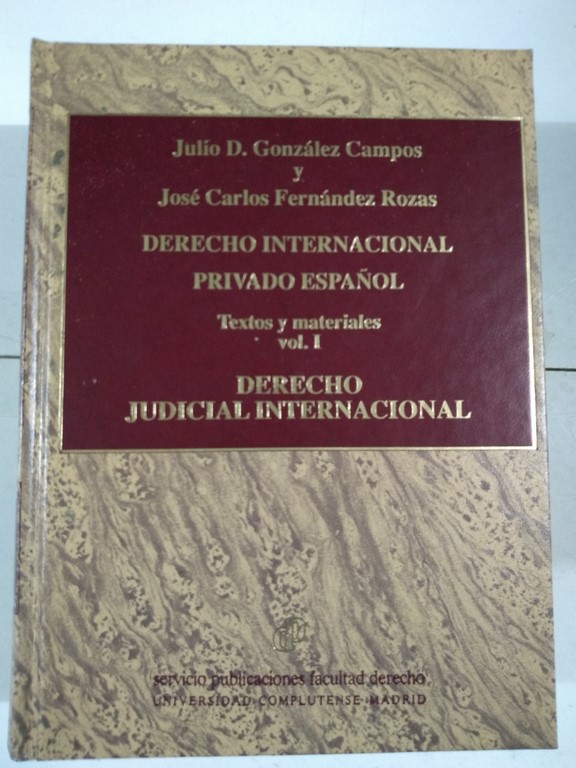 Julio D. González Campos
y
José Carlos Fernández Rozas
DERECHO INTERNACIONAL
PRIVADO ESPAÑOL
Textos y materiales
vol. I
DERECHO
JUDICIAL INTERNACIONAL
servicio publicaciones facultad derecho
UNIVERSIDAD COMPLUTENSE-MADRID